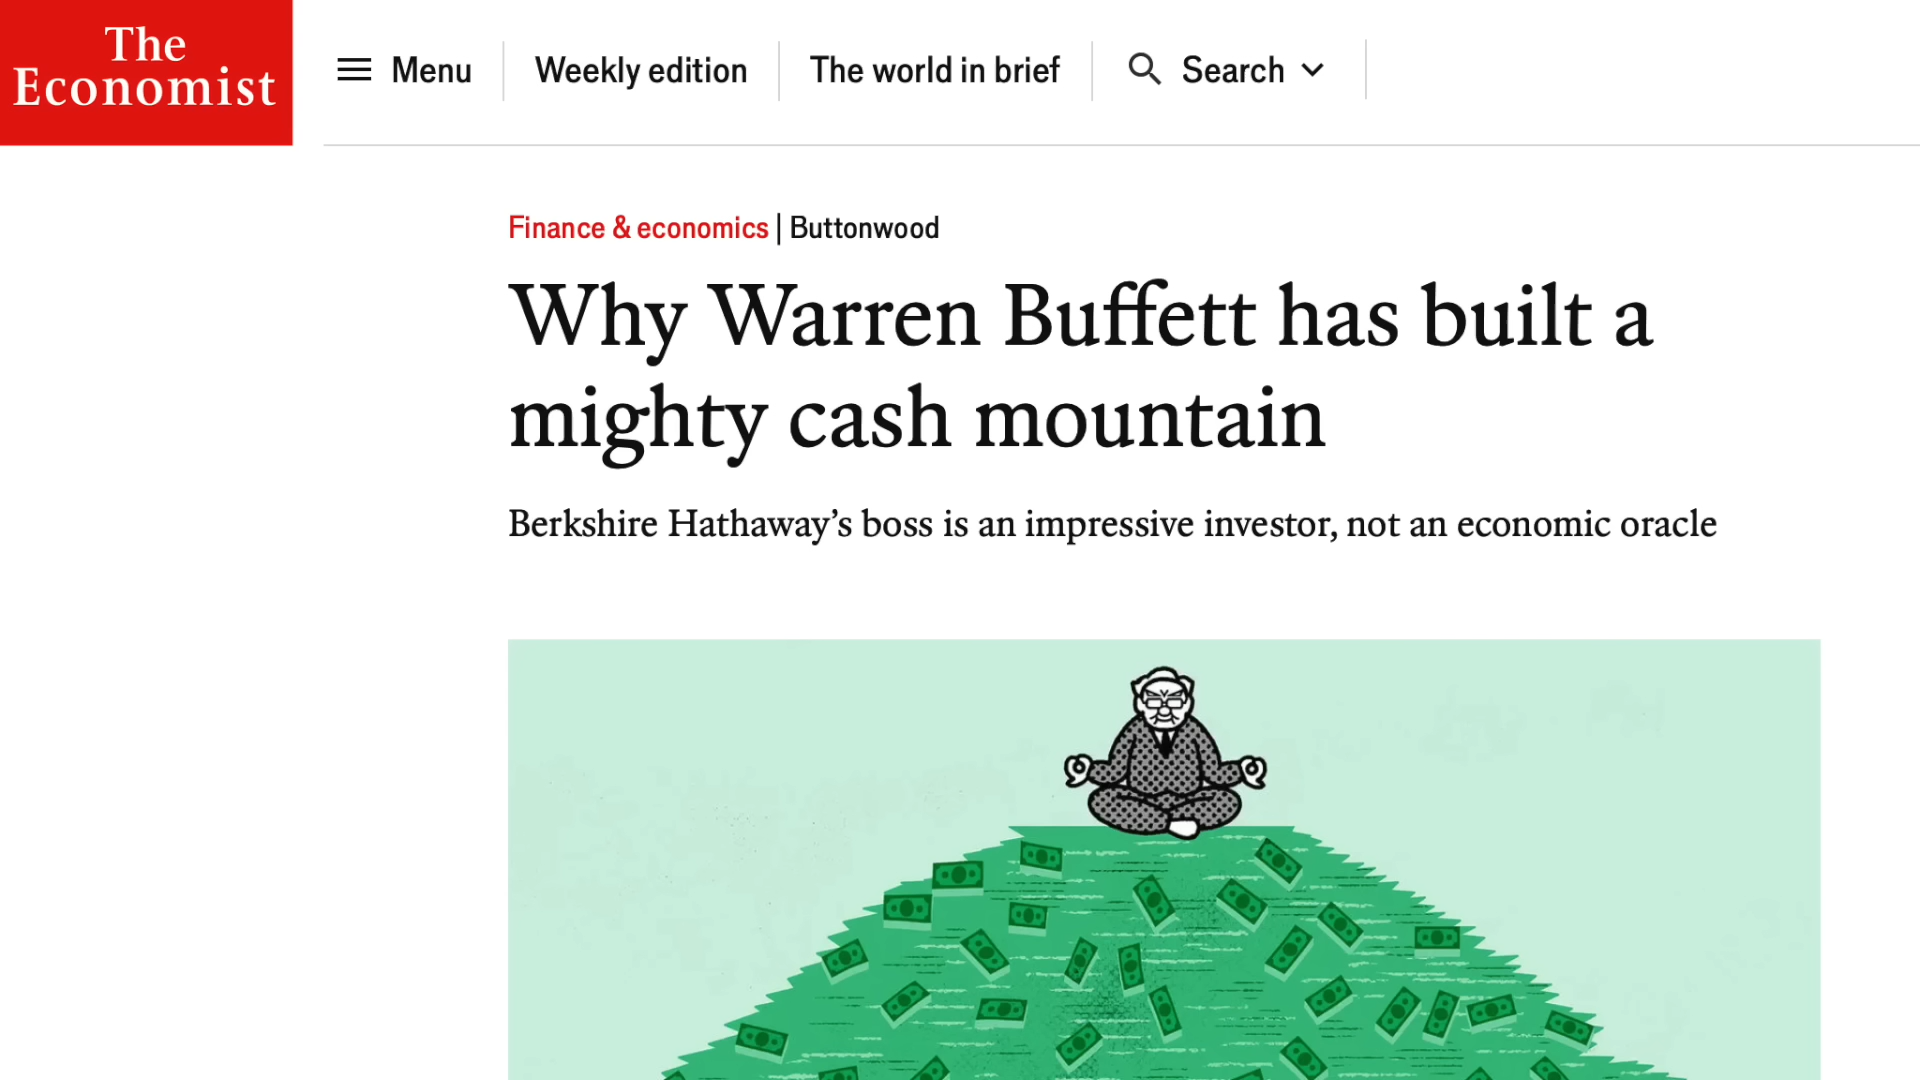 The
Economist
Menu
Weekly edition
The world in brief
Search
Finance & economics | Buttonwood
Why Warren Buffett has built a
mighty cash mountain
Berkshire Hathaway’s boss is an impressive investor, not an economic oracle